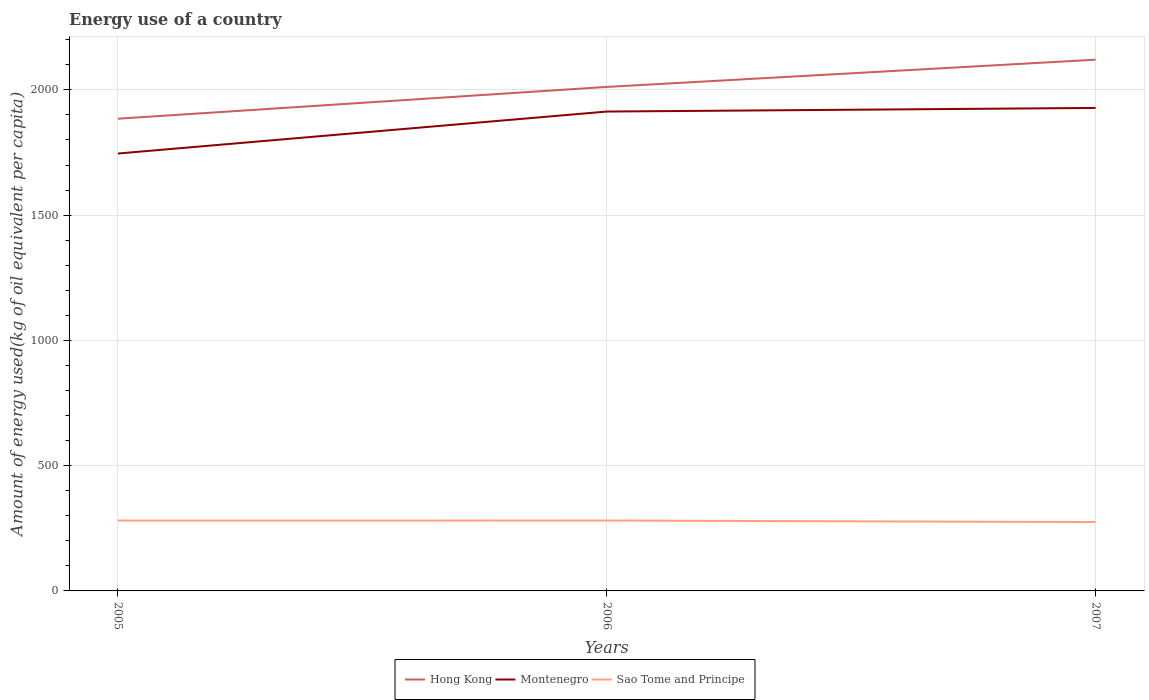 Energy use of a country
Amount of energy used(kg of oil equivalent per capita)
2000
1500
1000
500
0
2005
2006
2007
Years
Hong Kong
Montenegro
Sao Tome and Principe